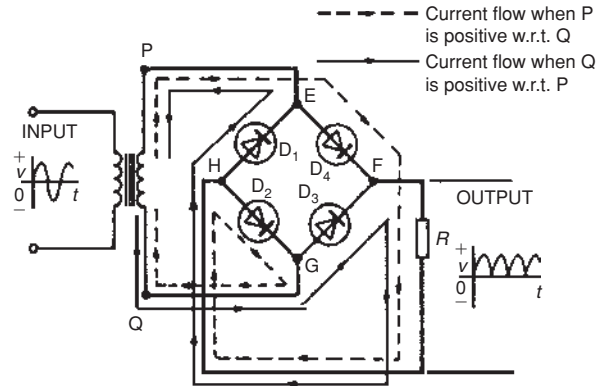 Current flow when P
is positive w.r.t. Q
Current flow when Q
is positive w.r.t. P
P
E
INPUT
D1
D4
H
F
+
v
0
−
t
D2
D3
OUTPUT
R
G
+
v
0
−
t
Q